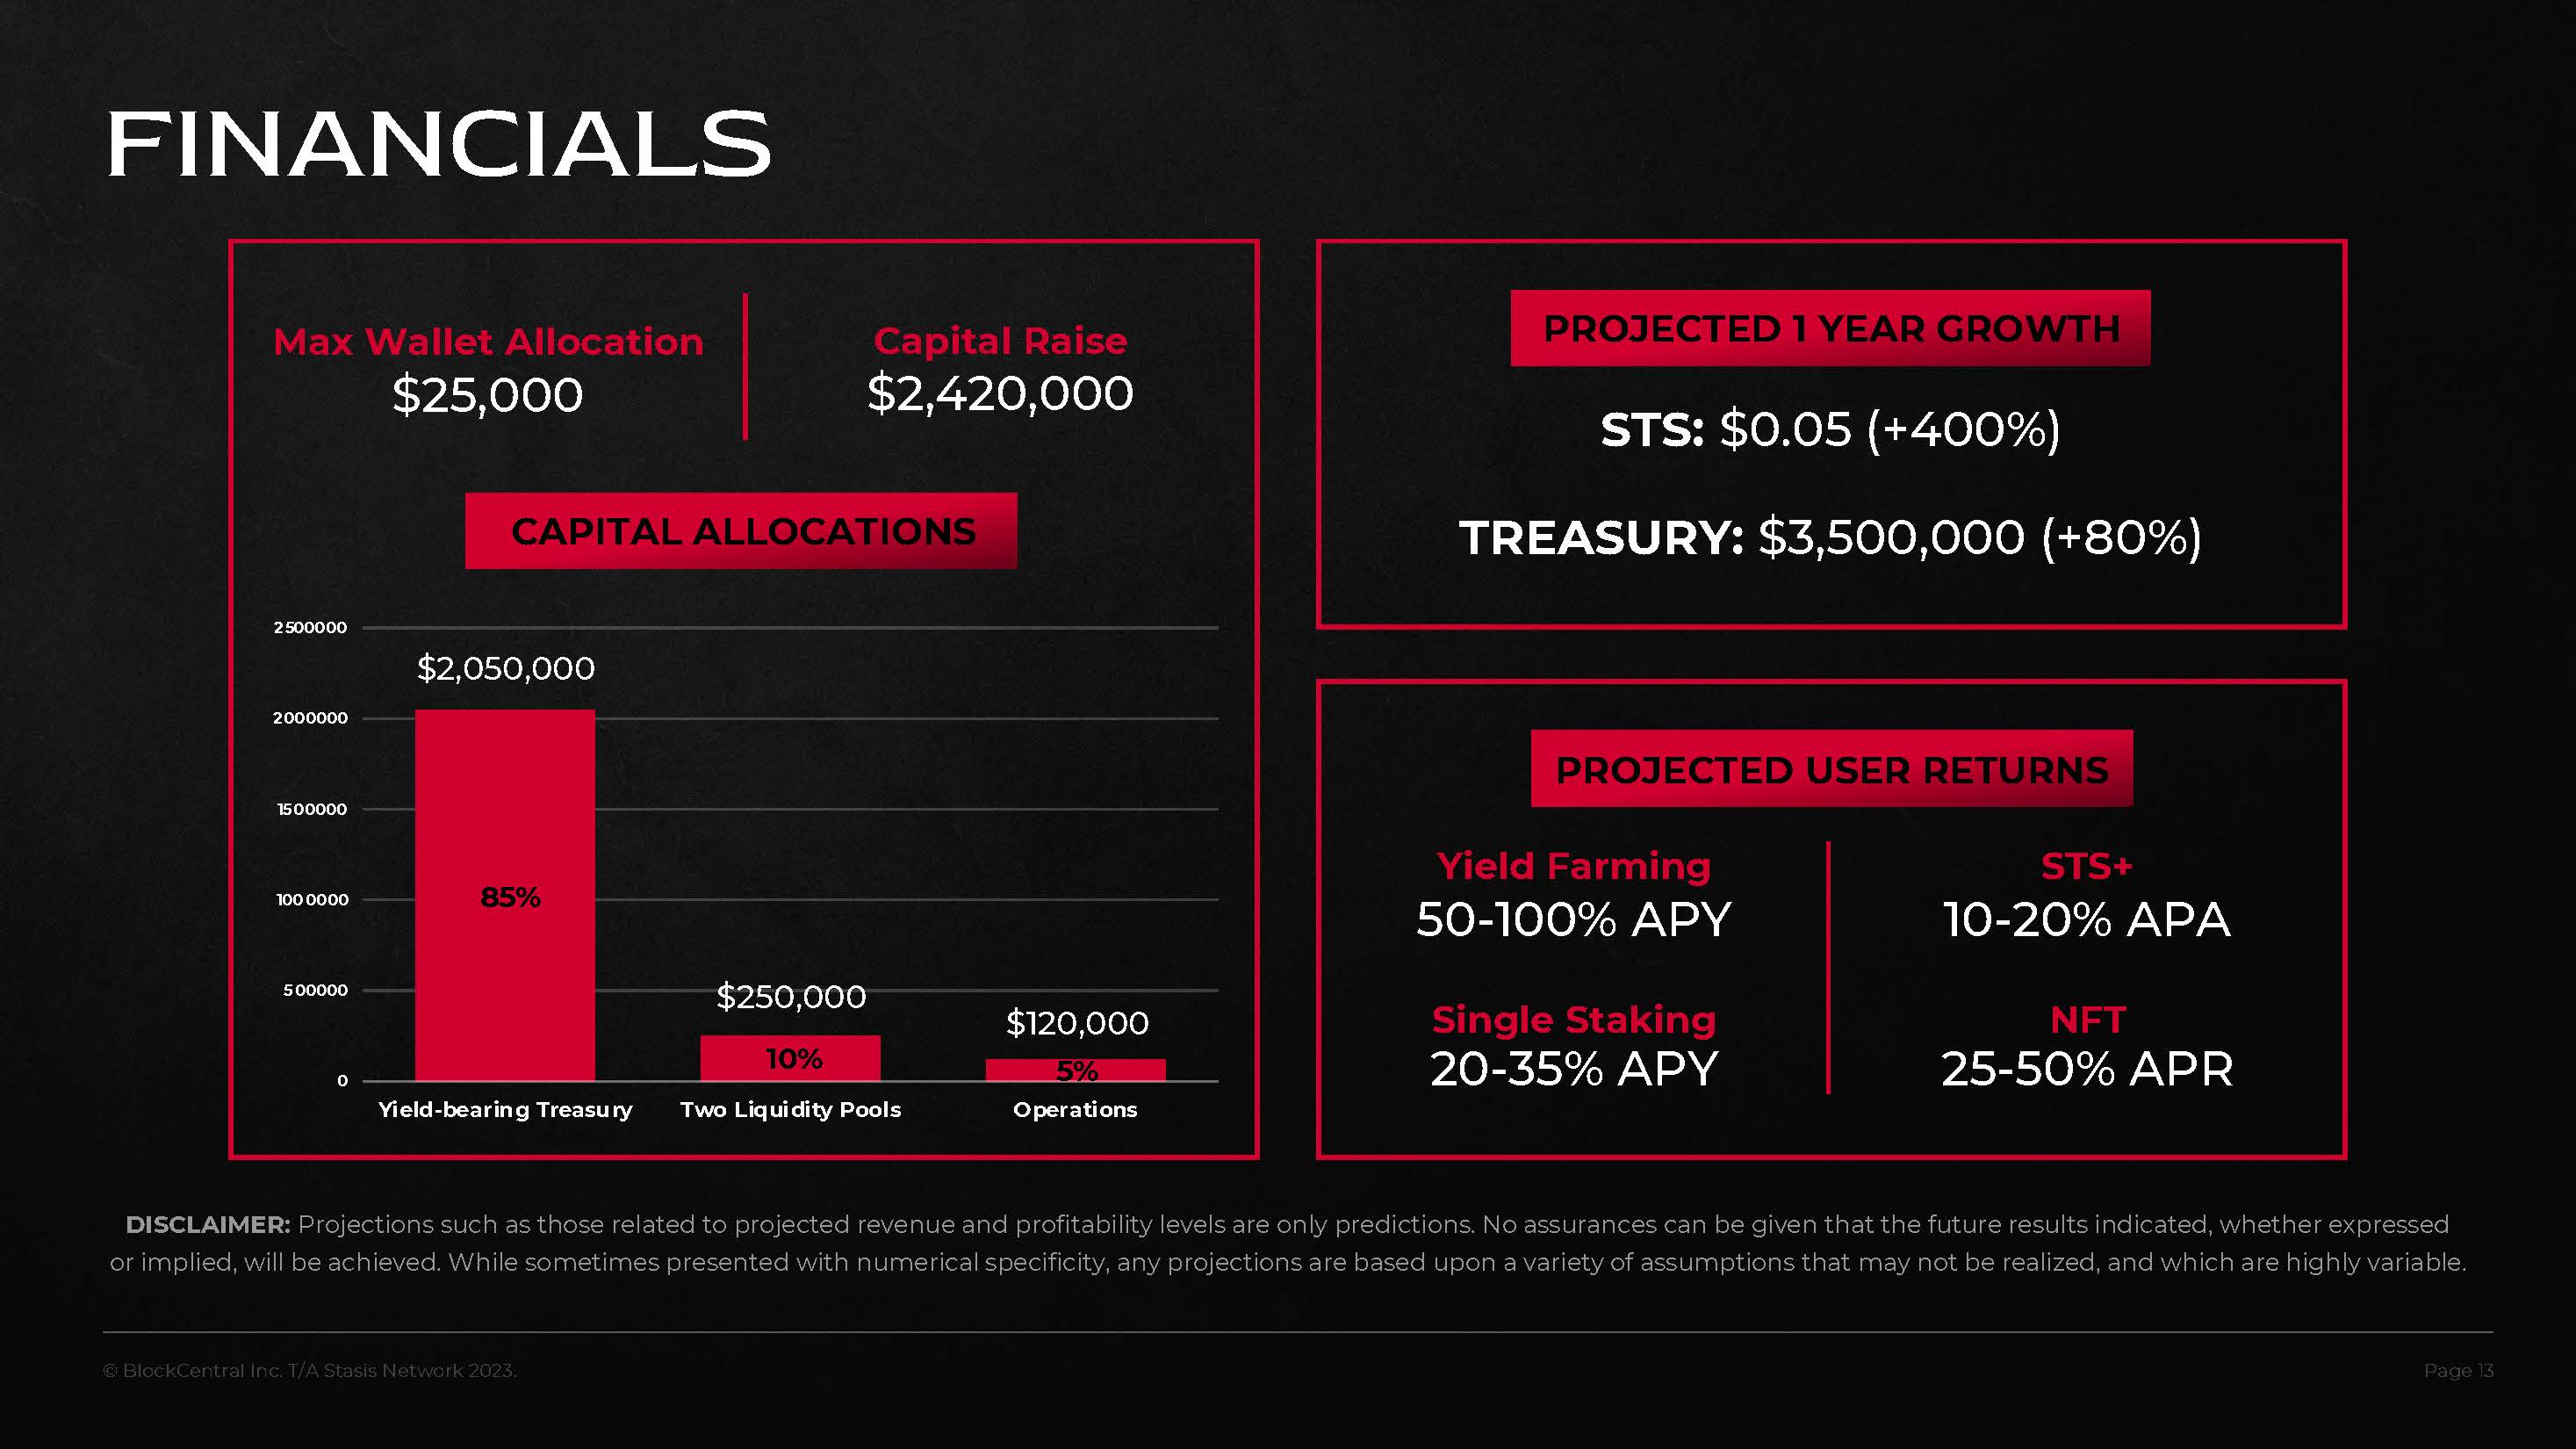 FINANCIALS
Max Wallet Allocation
$25,000
Capital Raise
$2,420,000
CAPITAL ALLOCATIONS
2500000
2000000
1500000
1000000
500000
0
$2,050,000
85%
$250,000
10%
$120,000
5%
Yield-bearing Treasury
Two Liquidity Pools
Operations
PROJECTED 1 YEAR GROWTH
STS: $0.05 (+400%)
TREASURY: $3,500,000 (+80%)
PROJECTED USER RETURNS
Yield Farming
50-100% APY
STS+
10-20% APA
Single Staking
20-35% APY
NFT
25-50% APR
DISCLAIMER: Projections such as those related to projected revenue and profitability levels are only predictions. No assurances can be given that the future results indicated, whether expressed
or implied, will be achieved. While sometimes presented with numerical specificity, any projections are based upon a variety of assumptions that may not be realized, and which are highly variable.
© BlockCentral Inc. T/A Stasis Network 2023.
Page 13